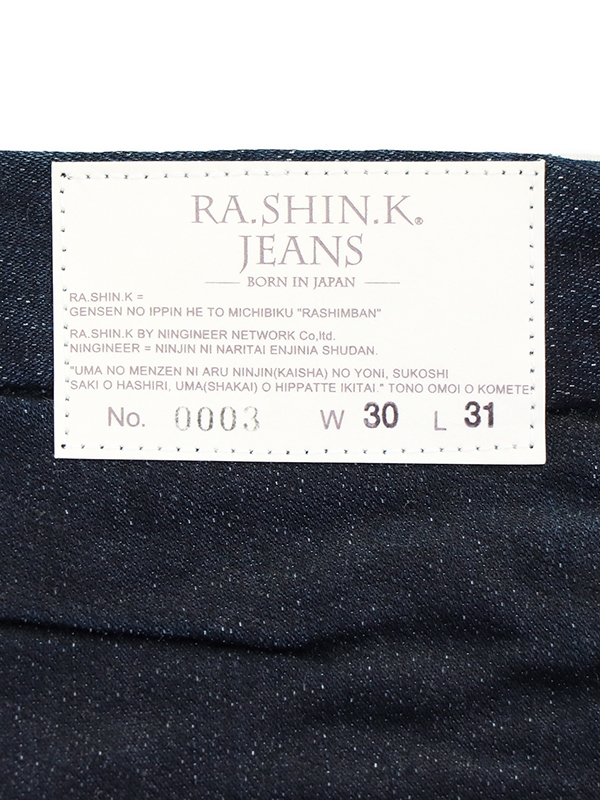 RA.SHIN.K®
JEANS
BORN IN JAPAN
RA.SHIN.K =
GENSEN NO IPPIN HE TO MICHIBIKU "RASHIMBAN"
RA.SHIN.K BY NINGINEER NETWORK Co,ltd.
NINGINEER = NINJIN NI NARITAI ENJINIA SHUDAN.
"UMA NO MENZEN NI ARU NINJIN(KAISHA) NO YONI, SUKOSHI
SAKI O HASHIRI, UMA(SHAKAI) O HIPPATTE IKITAI." TONO OMOI O KOMETE
No. 0003 W 30 L 31